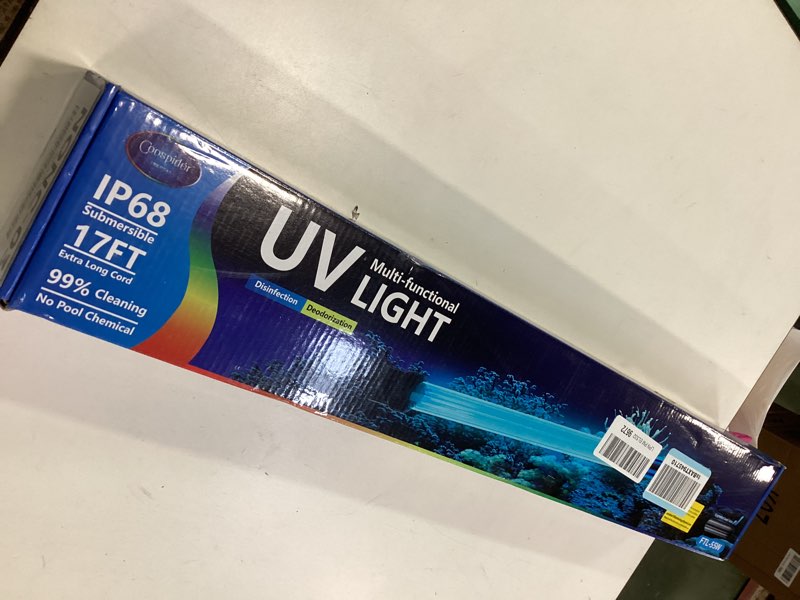 Coospider
IP68
Submersible
17FT
Extra Long Cord
99% Cleaning
No Pool Chemical
UV
Multi-functional
LIGHT
Disinfection
Deodorization
9672
FTL-55W